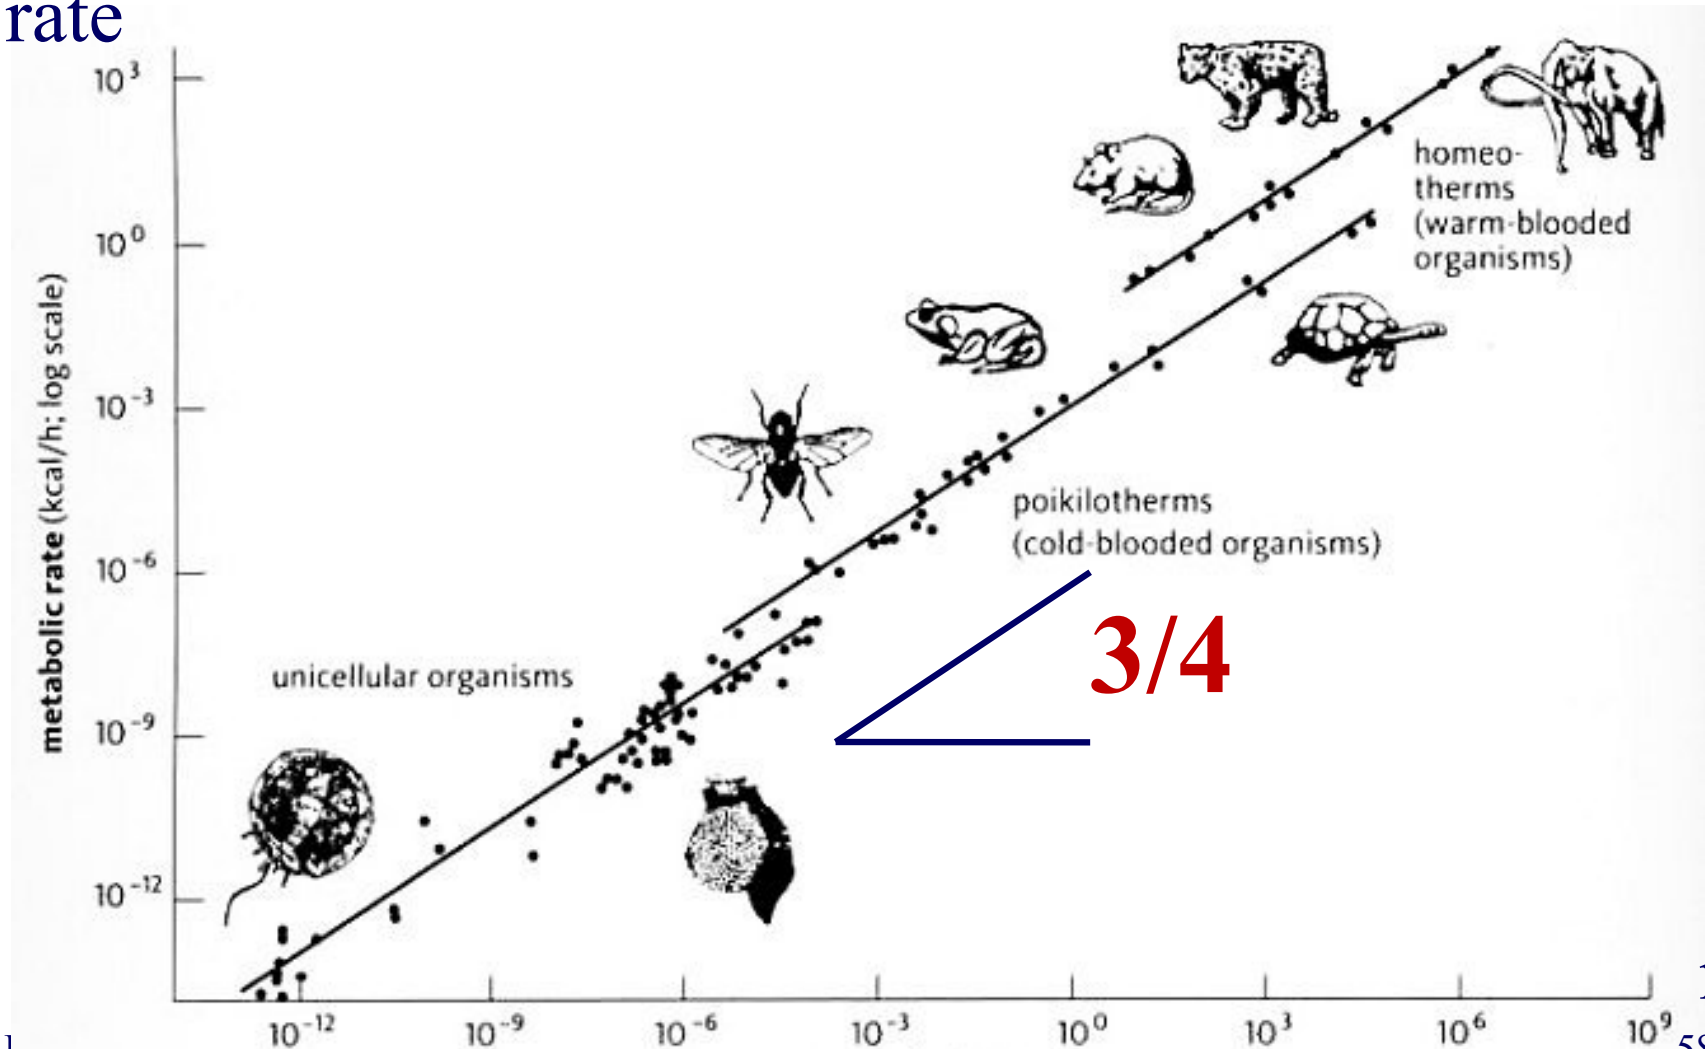 rate
10³
10⁰
10⁻³
10⁻⁶
10⁻⁹
10⁻¹²
metabolic rate (kcal/h; log scale)
homeo-
therms
(warm-blooded
organisms)
poikilotherms
(cold-blooded organisms)
3/4
unicellular organisms
10⁻¹² 10⁻⁹ 10⁻⁶ 10⁻³ 10⁰ 10³ 10⁶ 10⁹